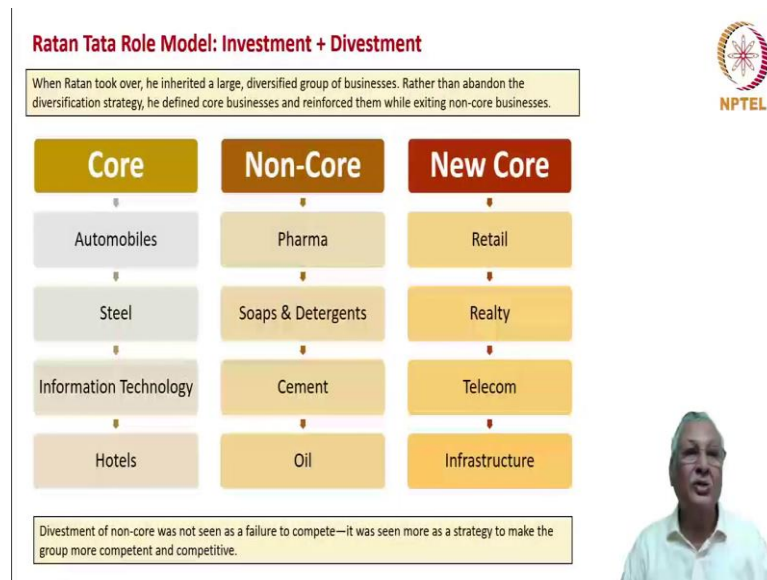 Ratan Tata Role Model: Investment + Divestment
NPTEL
When Ratan took over, he inherited a large, diversified group of businesses. Rather than abandon the
diversification strategy, he defined core businesses and reinforced them while exiting non-core businesses.
Core
Automobiles
Steel
Information Technology
Hotels
Non-Core
Pharma
Soaps & Detergents
Cement
Oil
New Core
Retail
Realty
Telecom
Infrastructure
Divestment of non-core was not seen as a failure to compete—it was seen more as a strategy to make the
group more competent and competitive.